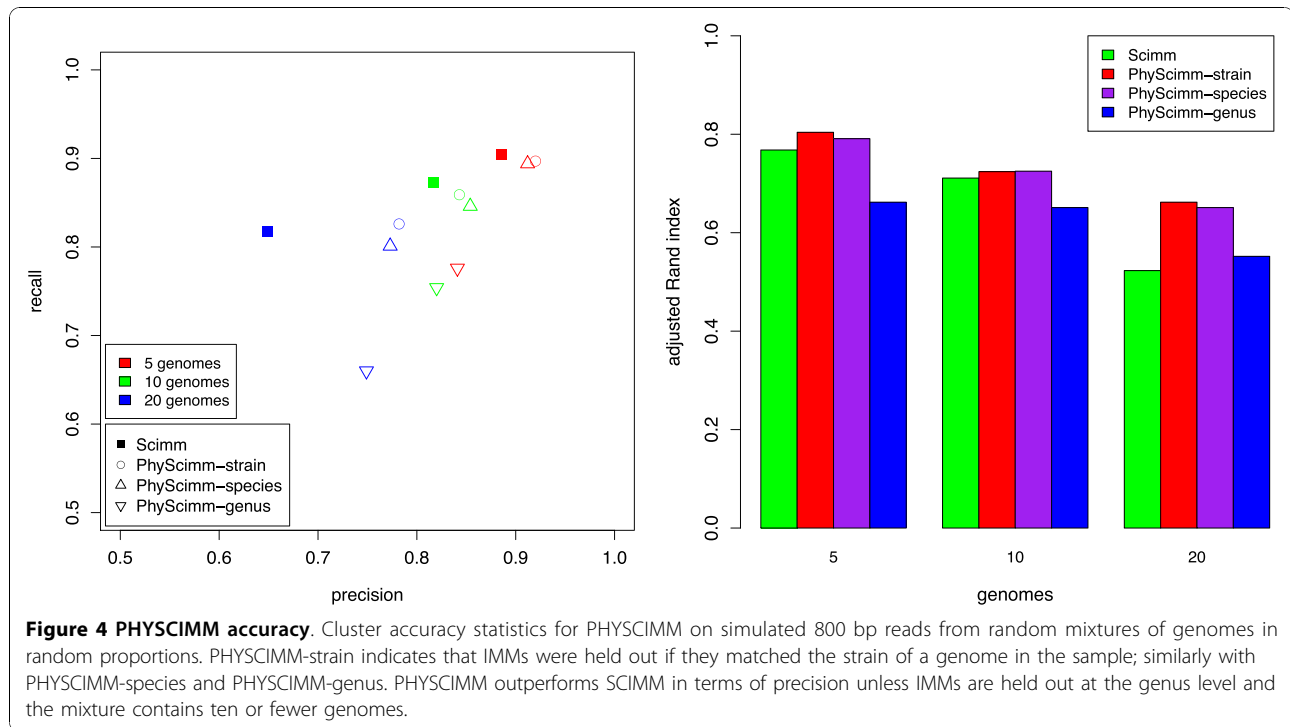 1.0
0.9
0.8
0.7
0.6
0.5
recall
5 genomes
10 genomes
20 genomes
Scimm
PhyScimm−strain
PhyScimm−species
PhyScimm−genus
0.5 0.6 0.7 0.8 0.9 1.0
precision
1.0
0.8
0.6
0.4
0.2
0.0
adjusted Rand index
Scimm
PhyScimm−strain
PhyScimm−species
PhyScimm−genus
5 10 20
genomes
Figure 4 PHYSCIMM accuracy. Cluster accuracy statistics for PHYSCIMM on simulated 800 bp reads from random mixtures of genomes in
random proportions. PHYSCIMM-strain indicates that IMMs were held out if they matched the strain of a genome in the sample; similarly with
PHYSCIMM-species and PHYSCIMM-genus. PHYSCIMM outperforms SCIMM in terms of precision unless IMMs are held out at the genus level and
the mixture contains ten or fewer genomes.